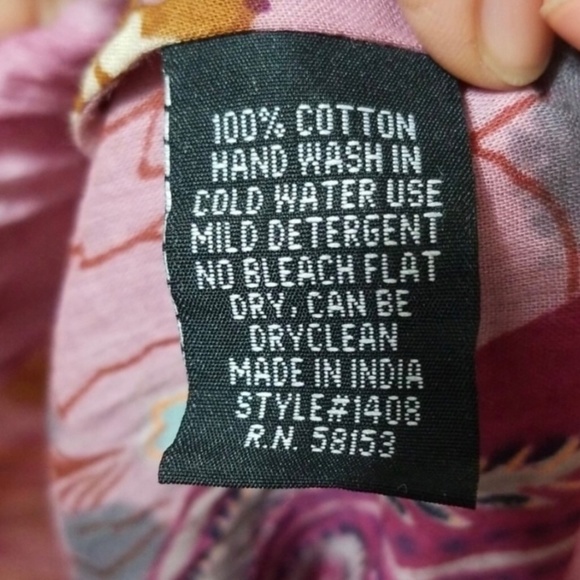 100% COTTON
HAND WASH IN
COLD WATER USE
MILD DETERGENT
NO BLEACH FLAT
DRY, CAN BE
DRYCLEAN
MADE IN INDIA
STYLE#1408
R.N. 58153